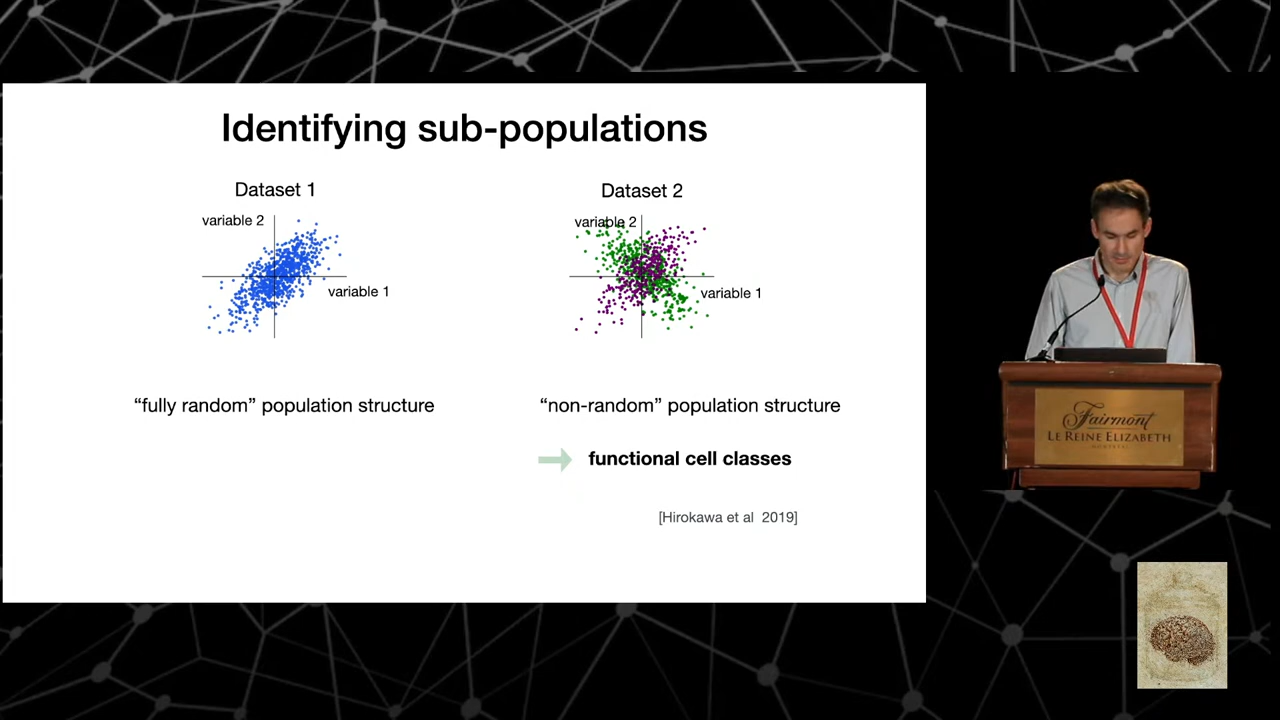 Identifying sub-populations
Dataset 1
variable 2
variable 1
"fully random" population structure
Dataset 2
variable 2
variable 1
"non-random" population structure
functional cell classes
[Hirokawa et al 2019]
Fairmont
LE REINE ELIZABETH
MONTRÉAL